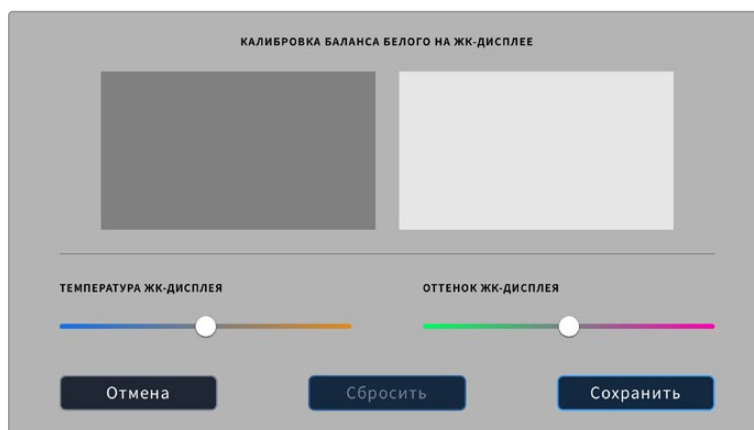 КАЛИБРОВКА БАЛАНСА БЕЛОГО НА ЖК-ДИСПЛЕЕ
ТЕМПЕРАТУРА ЖК-ДИСПЛЕЯ
ОТТЕНОК ЖК-ДИСПЛЕЯ
Отмена
Сбросить
Сохранить